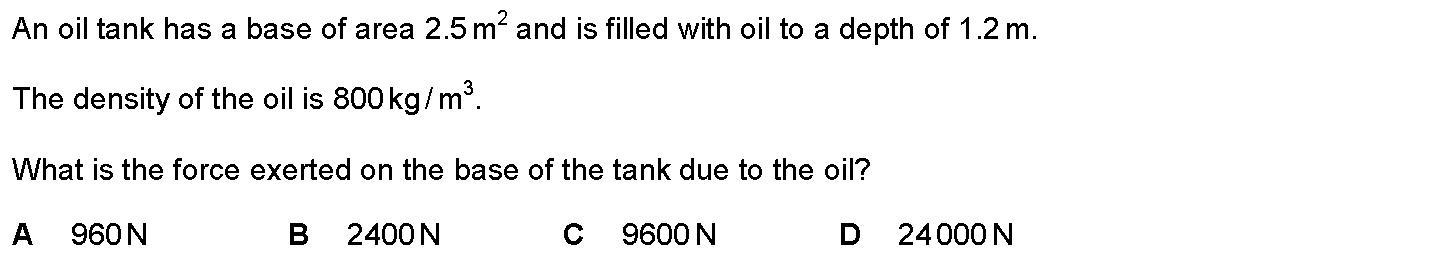 An oil tank has a base of area 2.5 m² and is filled with oil to a depth of 1.2 m.
The density of the oil is 800 kg / m³.
What is the force exerted on the base of the tank due to the oil?
A 960 N B 2400 N C 9600 N D 24 000 N